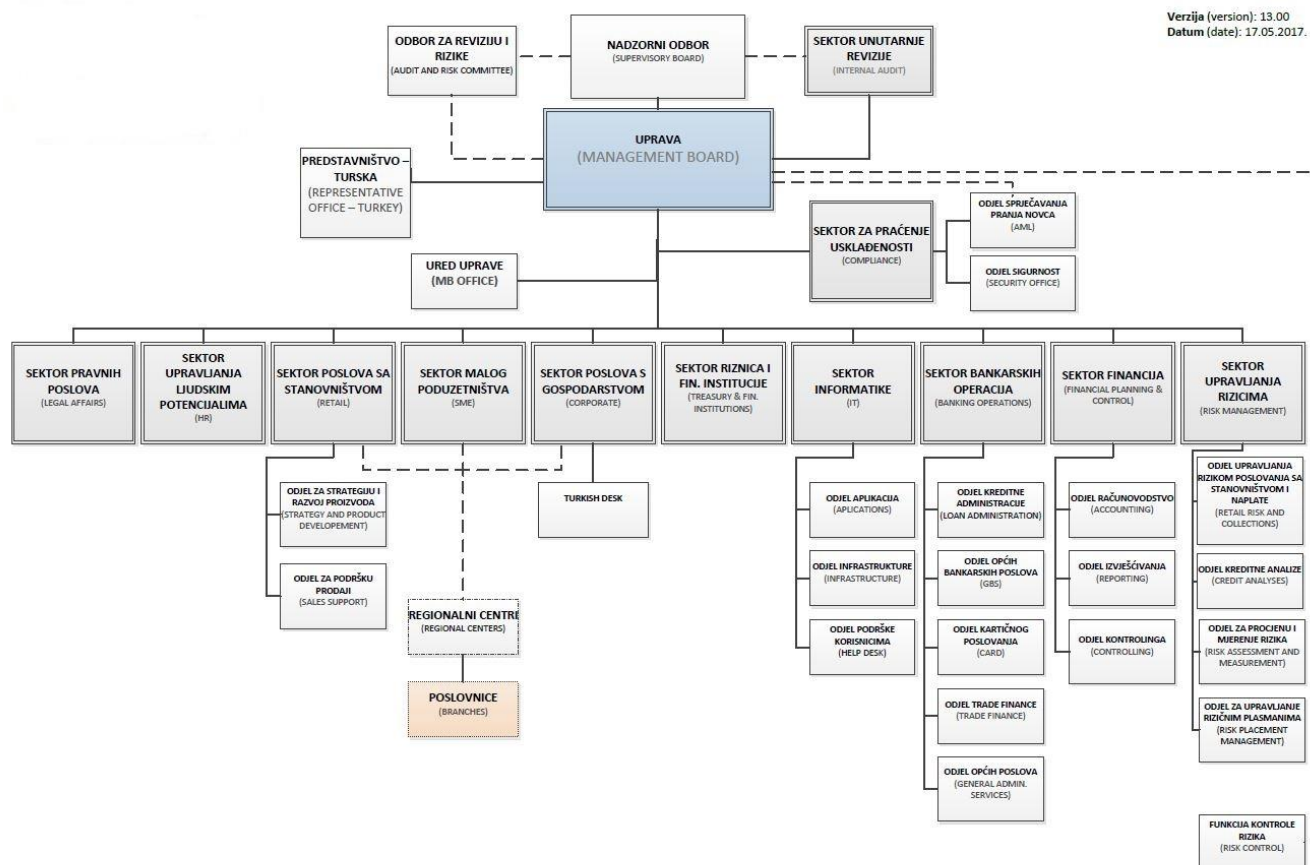 Verzija (version): 13.00
Datum (date): 17.05.2017.
ODBOR ZA REVIZIJU I
RIZIKE
(AUDIT AND RISK COMMITTEE)
NADZORNI ODBOR
(SUPERVISORY BOARD)
SEKTOR UNUTARNJE
REVIZIJE
(INTERNAL AUDIT)
UPRAVA
(MANAGEMENT BOARD)
PREDSTAVNIŠTVO –
TURSKA
(REPRESENTATIVE
OFFICE – TURKEY)
SEKTOR ZA PRAĆENJE
USKLAĐENOSTI
(COMPLIANCE)
ODJEL SPRJEČAVANJA
PRANJA NOVCA
(AML)
URED UPRAVE
(MB OFFICE)
ODJEL SIGURNOST
(SECURITY OFFICE)
SEKTOR PRAVNIH
POSLOVA
(LEGAL AFFAIRS)
SEKTOR
UPRAVLJANJA
LJUDSKIM
POTENCIJALIMA
(HR)
SEKTOR POSLOVA SA
STANOVNIŠTVOM
(RETAIL)
SEKTOR MALOG
PODUZETNIŠTVA
(SME)
SEKTOR POSLOVA S
GOSPODARSTVOM
(CORPORATE)
SEKTOR RIZNICA I
FIN. INSTITUCIJE
(TREASURY & FIN.
INSTITUTIONS)
SEKTOR
INFORMATIKE
(IT)
SEKTOR BANKARSKIH
OPERACIJA
(BANKING OPERATIONS)
SEKTOR FINANCIJA
(FINANCIAL PLANNING &
CONTROL)
SEKTOR
UPRAVLJANJA
RIZICIMA
(RISK MANAGEMENT)
ODJEL ZA STRATEGIJU I
RAZVOJ PROIZVODA
(STRATEGY AND PRODUCT
DEVELOPEMENT)
ODJEL ZA PODRŠKU
PRODAJI
(SALES SUPPORT)
REGIONALNI CENTRI
(REGIONAL CENTERS)
POSLOVNICE
(BRANCHES)
TURKISH DESK
ODJEL APLIKACIJA
(APLICATIONS)
ODJEL INFRASTRUKTURE
(INFRASTRUCTURE)
ODJEL PODRŠKE
KORISNICIMA
(HELP DESK)
ODJEL KREDITNE
ADMINISTRACIJE
(LOAN ADMINISTRATION)
ODJEL OPĆIH
BANKARSKIH POSLOVA
(GBS)
ODJEL KARTIČNOG
POSLOVANJA
(CARD)
ODJEL TRADE FINANCE
(TRADE FINANCE)
ODJEL OPĆIH POSLOVA
(GENERAL ADMIN.
SERVICES)
ODJEL RAČUNOVODSTVO
(ACCOUNTIING)
ODJEL IZVJEŠĆIVANJA
(REPORTING)
ODJEL KONTROLINGA
(CONTROLLING)
ODJEL UPRAVLJANJA
RIZIKOM POSLOVANJA SA
STANOVNIŠTVOM I
NAPLATE
(RETAIL RISK AND
COLLECTIONS)
ODJEL KREDITNE ANALIZE
(CREDIT ANALYSES)
ODJEL ZA PROCJENU I
MJERENJE RIZIKA
(RISK ASSESSMENT AND
MEASUREMENT)
ODJEL ZA UPRAVLJANJE
RIZIČNIM PLASMANIMA
(RISK PLACEMENT
MANAGEMENT)
FUNKCIJA KONTROLE
RIZIKA
(RISK CONTROL)